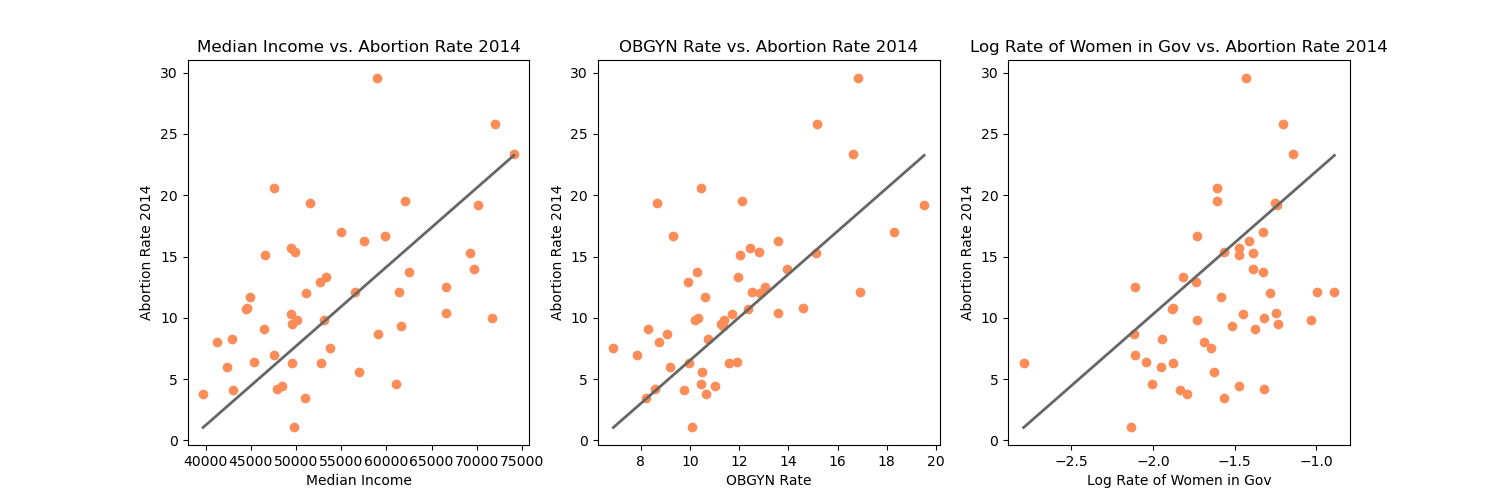 Median Income vs. Abortion Rate 2014
30
25
20
15
10
5
0
Abortion Rate 2014
40000 45000 50000 55000 60000 65000 70000 75000
Median Income
OBGYN Rate vs. Abortion Rate 2014
30
25
20
15
10
5
0
Abortion Rate 2014
8 10 12 14 16 18 20
OBGYN Rate
Log Rate of Women in Gov vs. Abortion Rate 2014
30
25
20
15
10
5
0
Abortion Rate 2014
−2.5 −2.0 −1.5 −1.0
Log Rate of Women in Gov